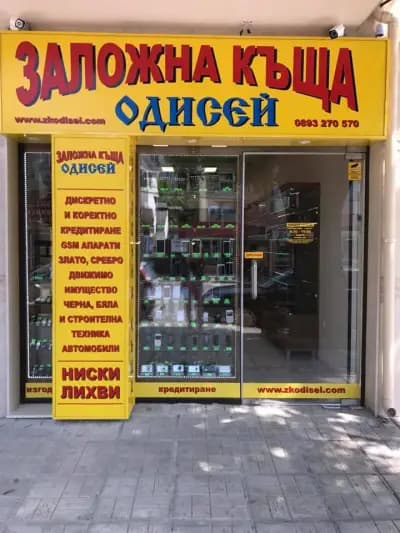 ЗАЛОЖНА КЪЩА
ОДИСЕЙ
www.zkodisei.com
0893 270 570
ЗАЛОЖНА КЪЩА
ОДИСЕЙ
ДИСКРЕТНО
И КОРЕКТНО
КРЕДИТИРАНЕ
GSM АПАРАТИ
ЗЛАТО, СРЕБРО
ДВИЖИМО
ИМУЩЕСТВО
ЧЕРНА, БЯЛА
И СТРОИТЕЛНА
ТЕХНИКА
АВТОМОБИЛИ
НИСКИ
ЛИХВИ
изгод
кредитиране
www.zkodisei.com